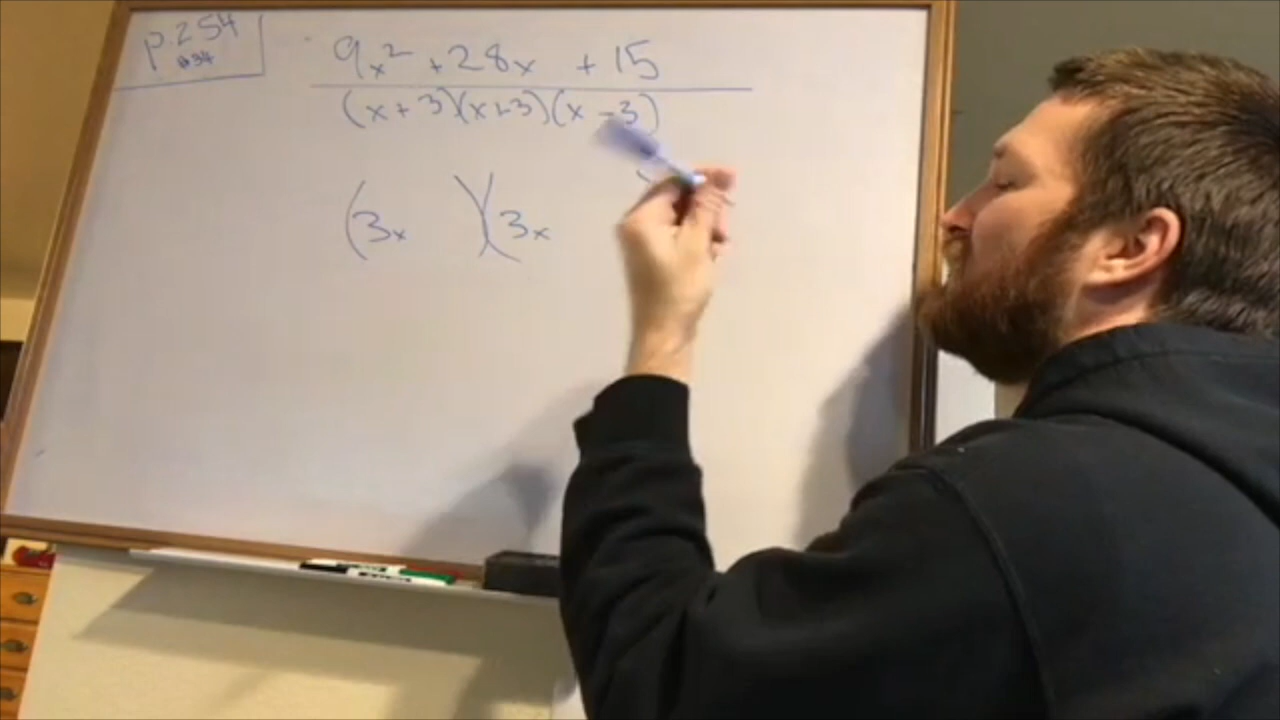 p.254
#34
9x² + 28x + 15
(x + 3)(x + 3)(x - 3)
(3x )(3x